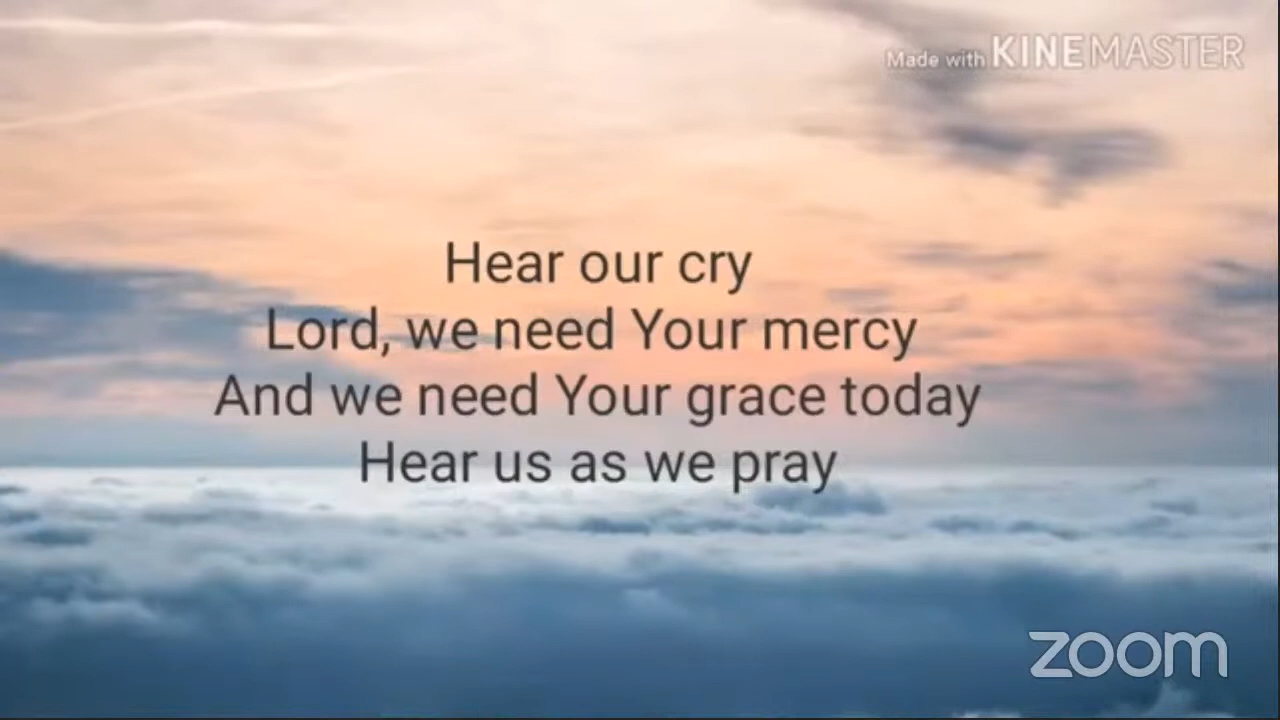 Made with KINEMASTER
Hear our cry
Lord, we need Your mercy
And we need Your grace today
Hear us as we pray
zoom